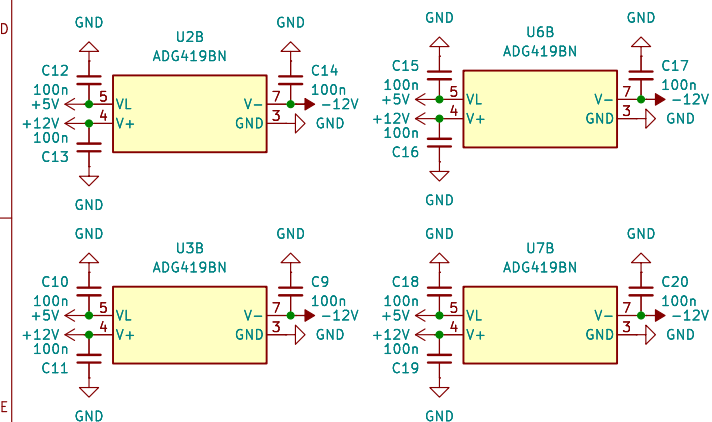 D
GND
U2B
ADG419BN
GND
C12
100n
+5V
5
VL
+12V
4
V+
100n
C13
GND
C14
100n
7
V-
-12V
3
GND
GND
GND
U6B
ADG419BN
GND
C15
100n
+5V
5
VL
+12V
4
V+
100n
C16
GND
C17
100n
7
V-
-12V
3
GND
GND
GND
U3B
ADG419BN
GND
C10
100n
+5V
5
VL
+12V
4
V+
100n
C11
GND
C9
100n
7
V-
-12V
3
GND
GND
GND
U7B
ADG419BN
GND
C18
100n
+5V
5
VL
+12V
4
V+
100n
C19
GND
C20
100n
7
V-
-12V
3
GND
GND
E